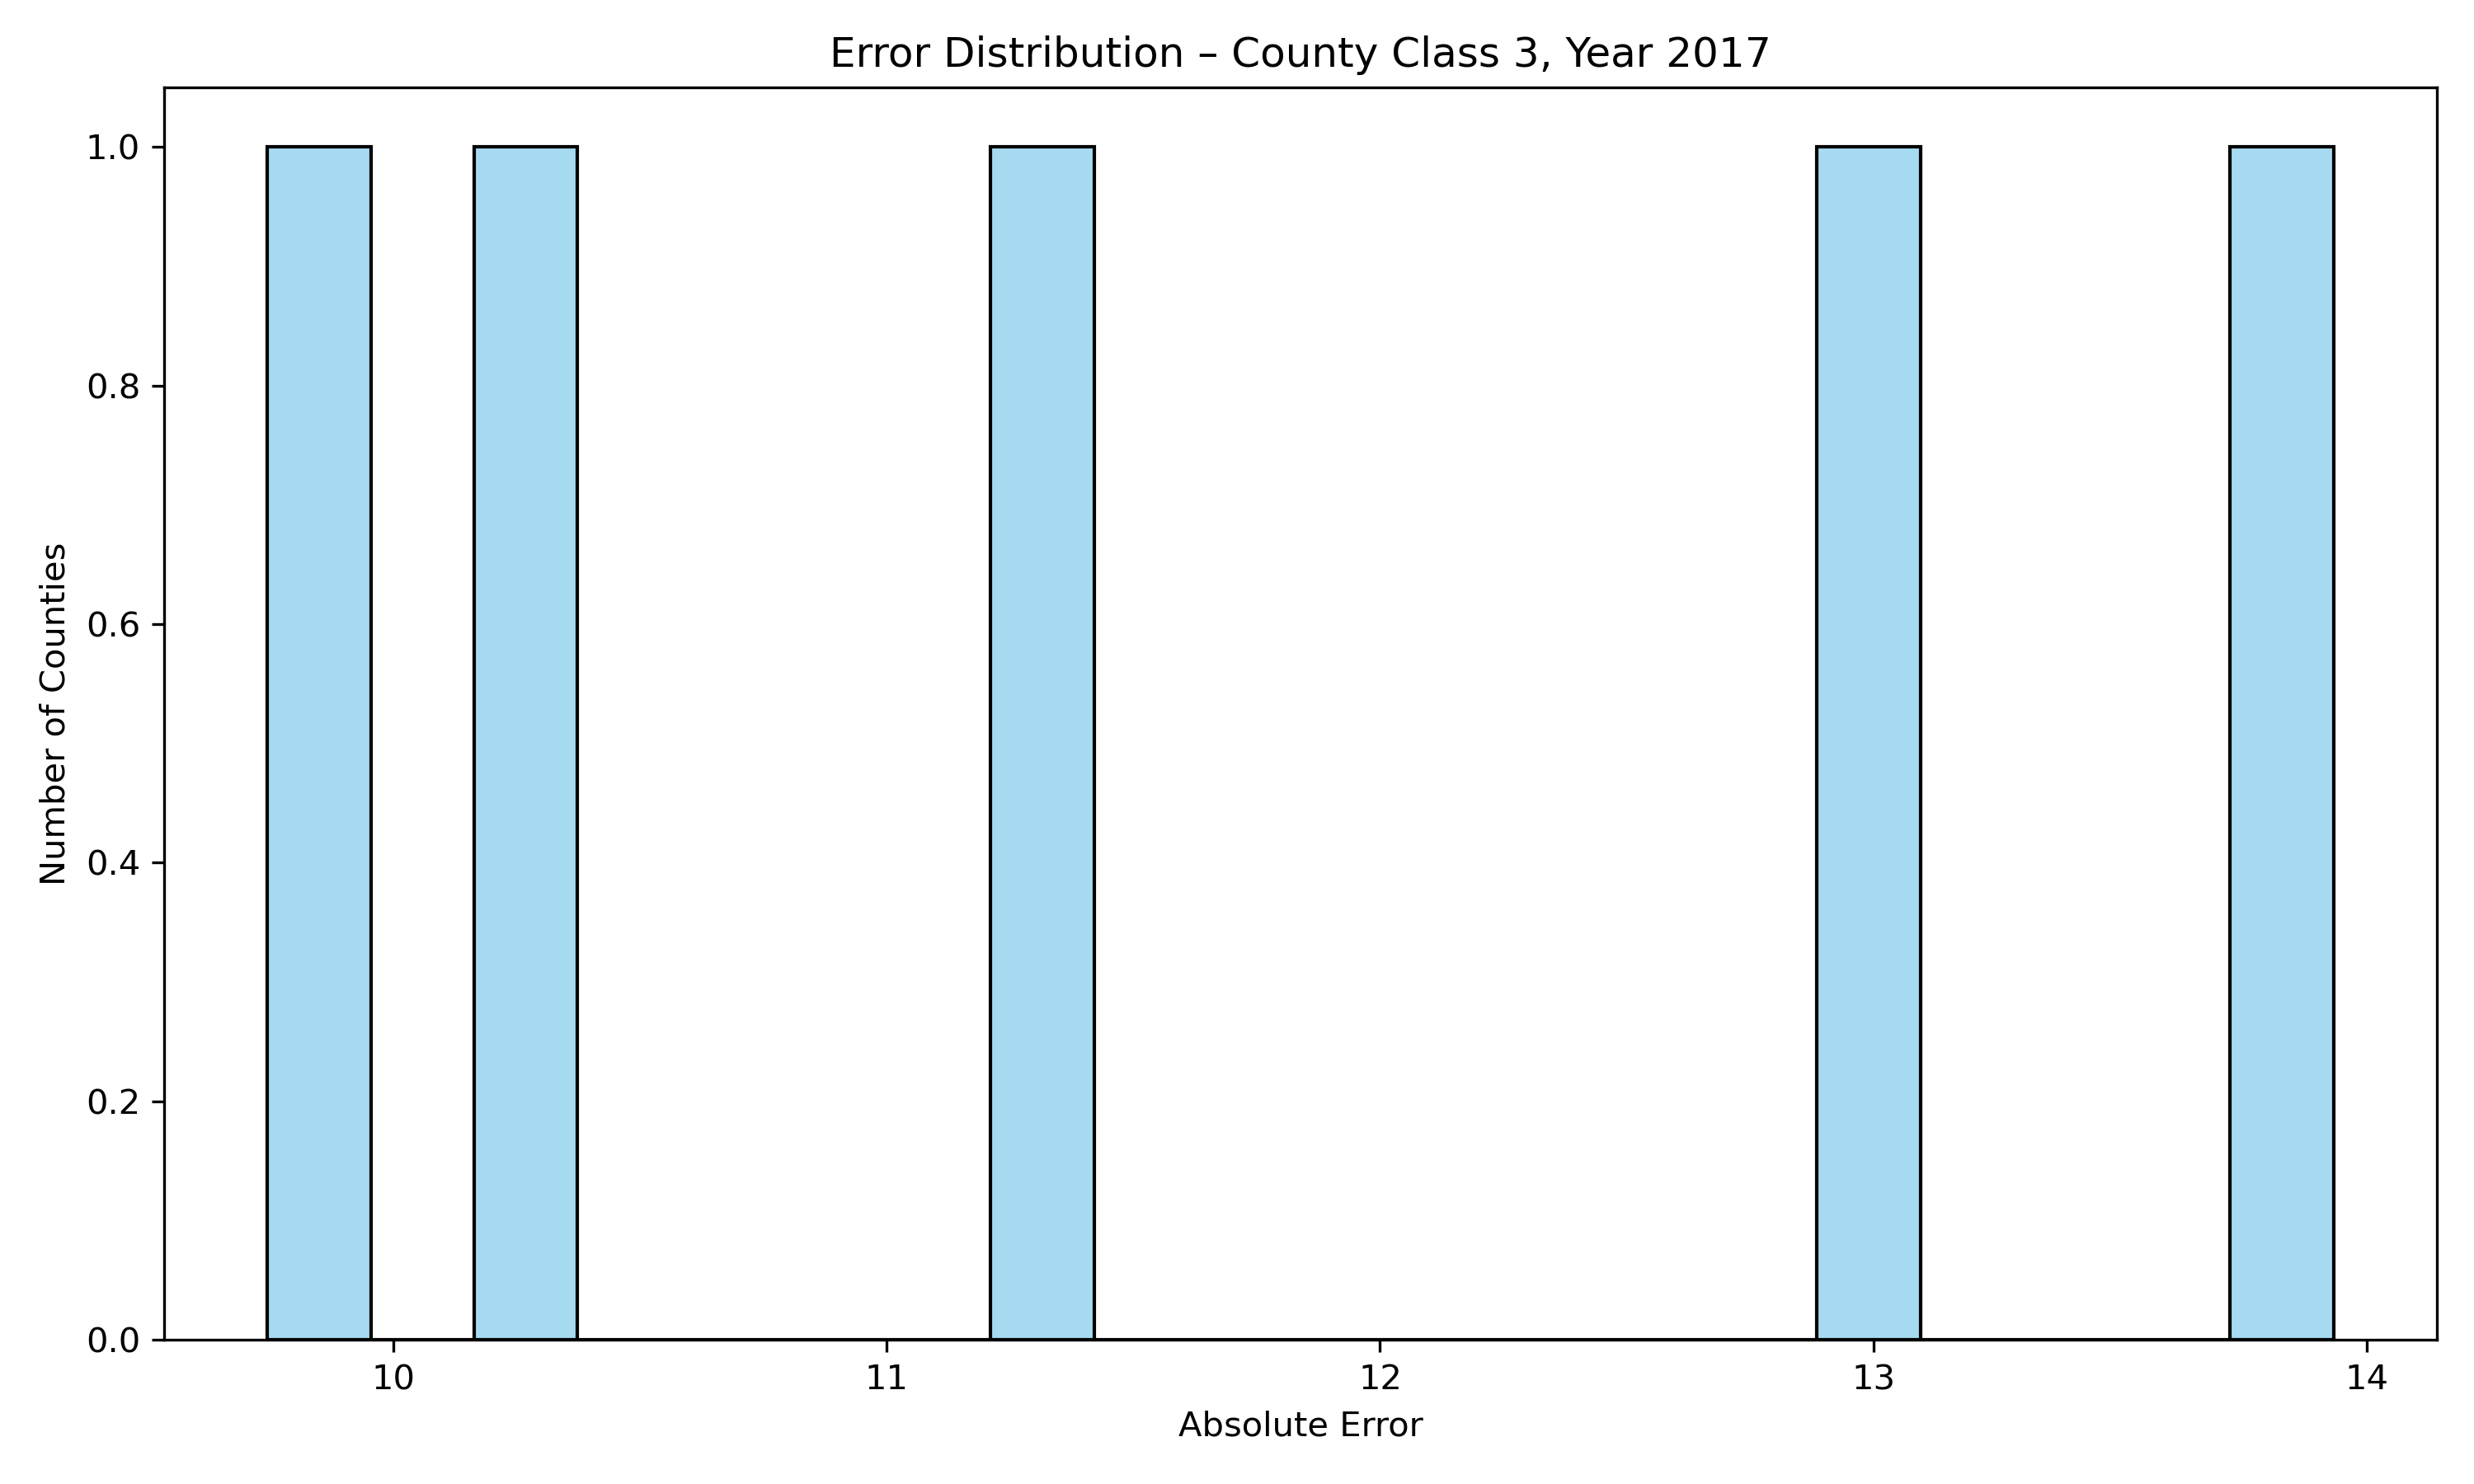 Error Distribution – County Class 3, Year 2017
1.0
0.8
0.6
0.4
0.2
0.0
Number of Counties
10 11 12 13 14
Absolute Error